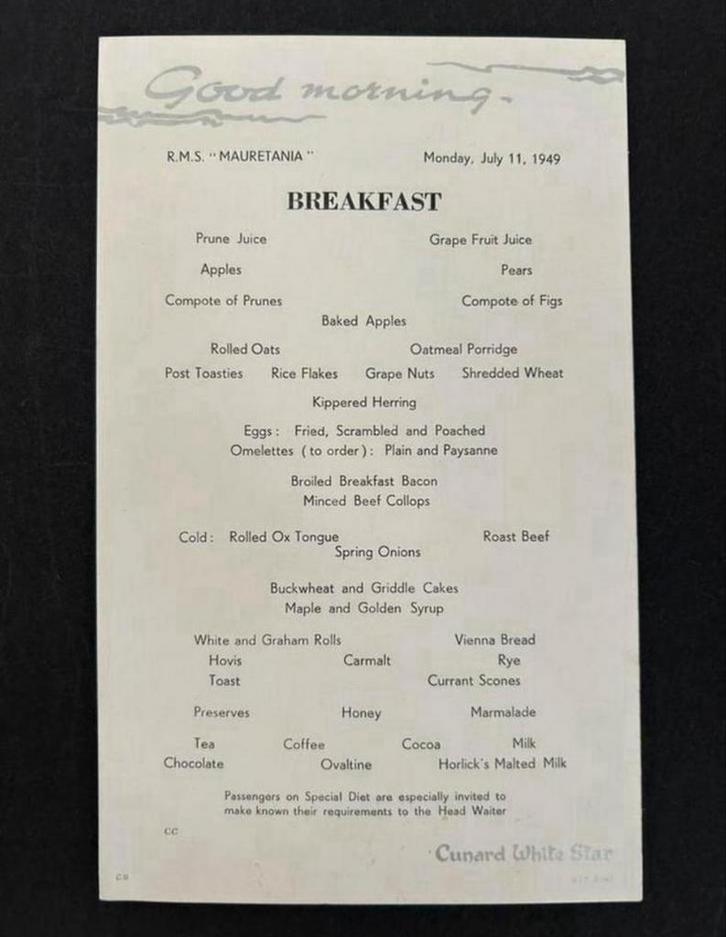 Good morning.
R.M.S. "MAURETANIA" Monday, July 11, 1949
BREAKFAST
Prune Juice Grape Fruit Juice
Apples Pears
Compote of Prunes Compote of Figs
Baked Apples
Rolled Oats Oatmeal Porridge
Post Toasties Rice Flakes Grape Nuts Shredded Wheat
Kippered Herring
Eggs: Fried, Scrambled and Poached
Omelettes (to order): Plain and Paysanne
Broiled Breakfast Bacon
Minced Beef Collops
Cold: Rolled Ox Tongue Roast Beef
Spring Onions
Buckwheat and Griddle Cakes
Maple and Golden Syrup
White and Graham Rolls Vienna Bread
Hovis Carmalt Rye
Toast Currant Scones
Preserves Honey Marmalade
Tea Coffee Cocoa Milk
Chocolate Ovaltine Horlick's Malted Milk
Passengers on Special Diet are especially invited to
make known their requirements to the Head Waiter
CC
Cunard White Star